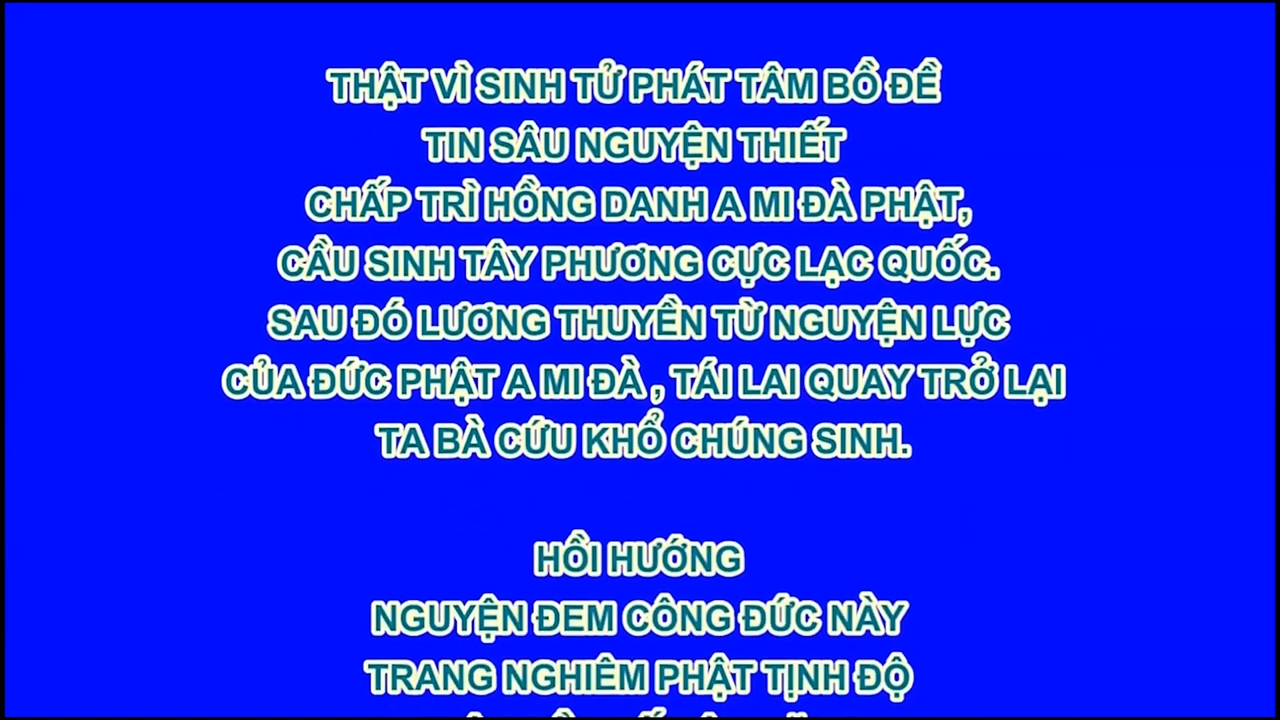 THẬT VÌ SINH TỬ PHÁT TÂM BỒ ĐỀ
TIN SÂU NGUYỆN THIẾT
CHẤP TRÌ HỒNG DANH A MI ĐÀ PHẬT,
CẦU SINH TÂY PHƯƠNG CỰC LẠC QUỐC.
SAU ĐÓ LƯƠNG THUYỀN TỪ NGUYỆN LỰC
CỦA ĐỨC PHẬT A MI ĐÀ , TÁI LAI QUAY TRỞ LẠI
TA BÀ CỨU KHỔ CHÚNG SINH.
HỒI HƯỚNG
NGUYỆN ĐEM CÔNG ĐỨC NÀY
TRANG NGHIÊM PHẬT TỊNH ĐỘ